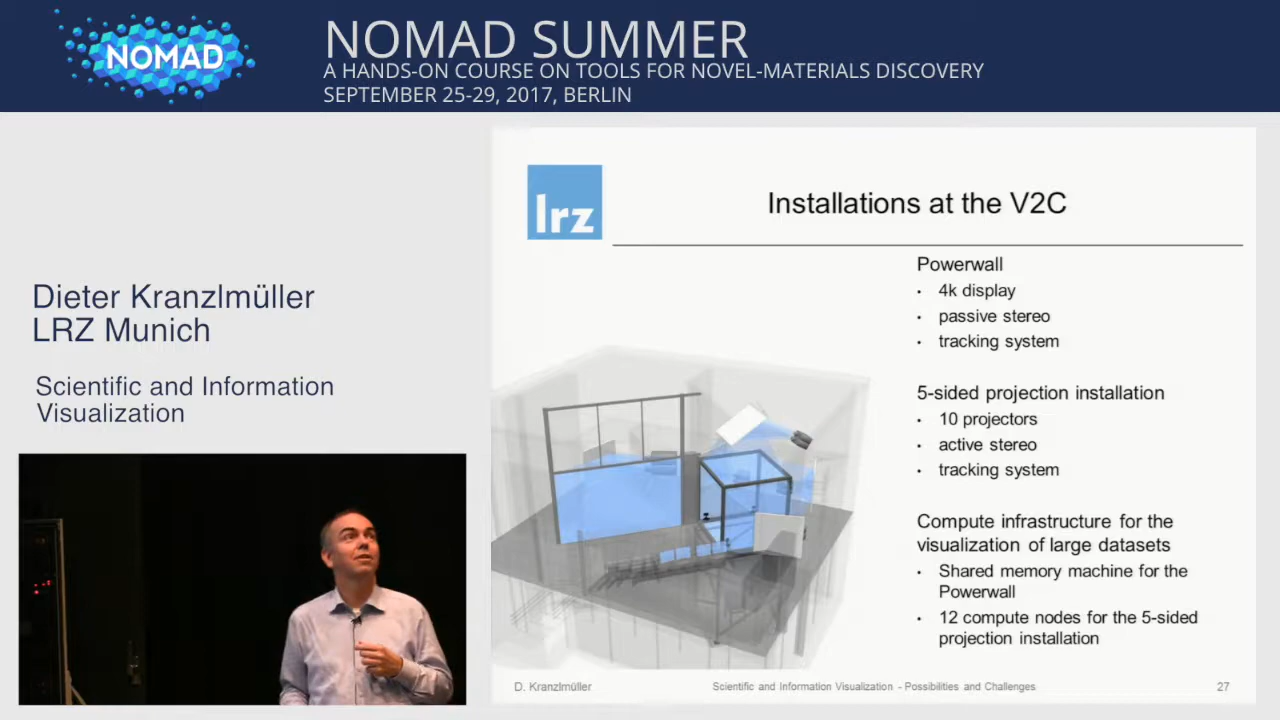 NOMAD
NOMAD SUMMER
A HANDS-ON COURSE ON TOOLS FOR NOVEL-MATERIALS DISCOVERY
SEPTEMBER 25-29, 2017, BERLIN
Dieter Kranzlmüller
LRZ Munich
Scientific and Information
Visualization
lrz
Installations at the V2C
Powerwall
• 4k display
• passive stereo
• tracking system
5-sided projection installation
• 10 projectors
• active stereo
• tracking system
Compute infrastructure for the
visualization of large datasets
• Shared memory machine for the
Powerwall
• 12 compute nodes for the 5-sided
projection installation
D. Kranzlmüller
Scientific and Information Visualization - Possibilities and Challenges
27